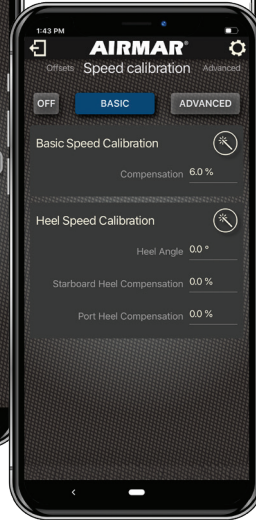 1:43 PM
AIRMAR®
Offsets Speed calibration Advanced
OFF BASIC ADVANCED
Basic Speed Calibration
Compensation 6.0 %
Heel Speed Calibration
Heel Angle 0.0 °
Starboard Heel Compensation 0.0 %
Port Heel Compensation 0.0 %